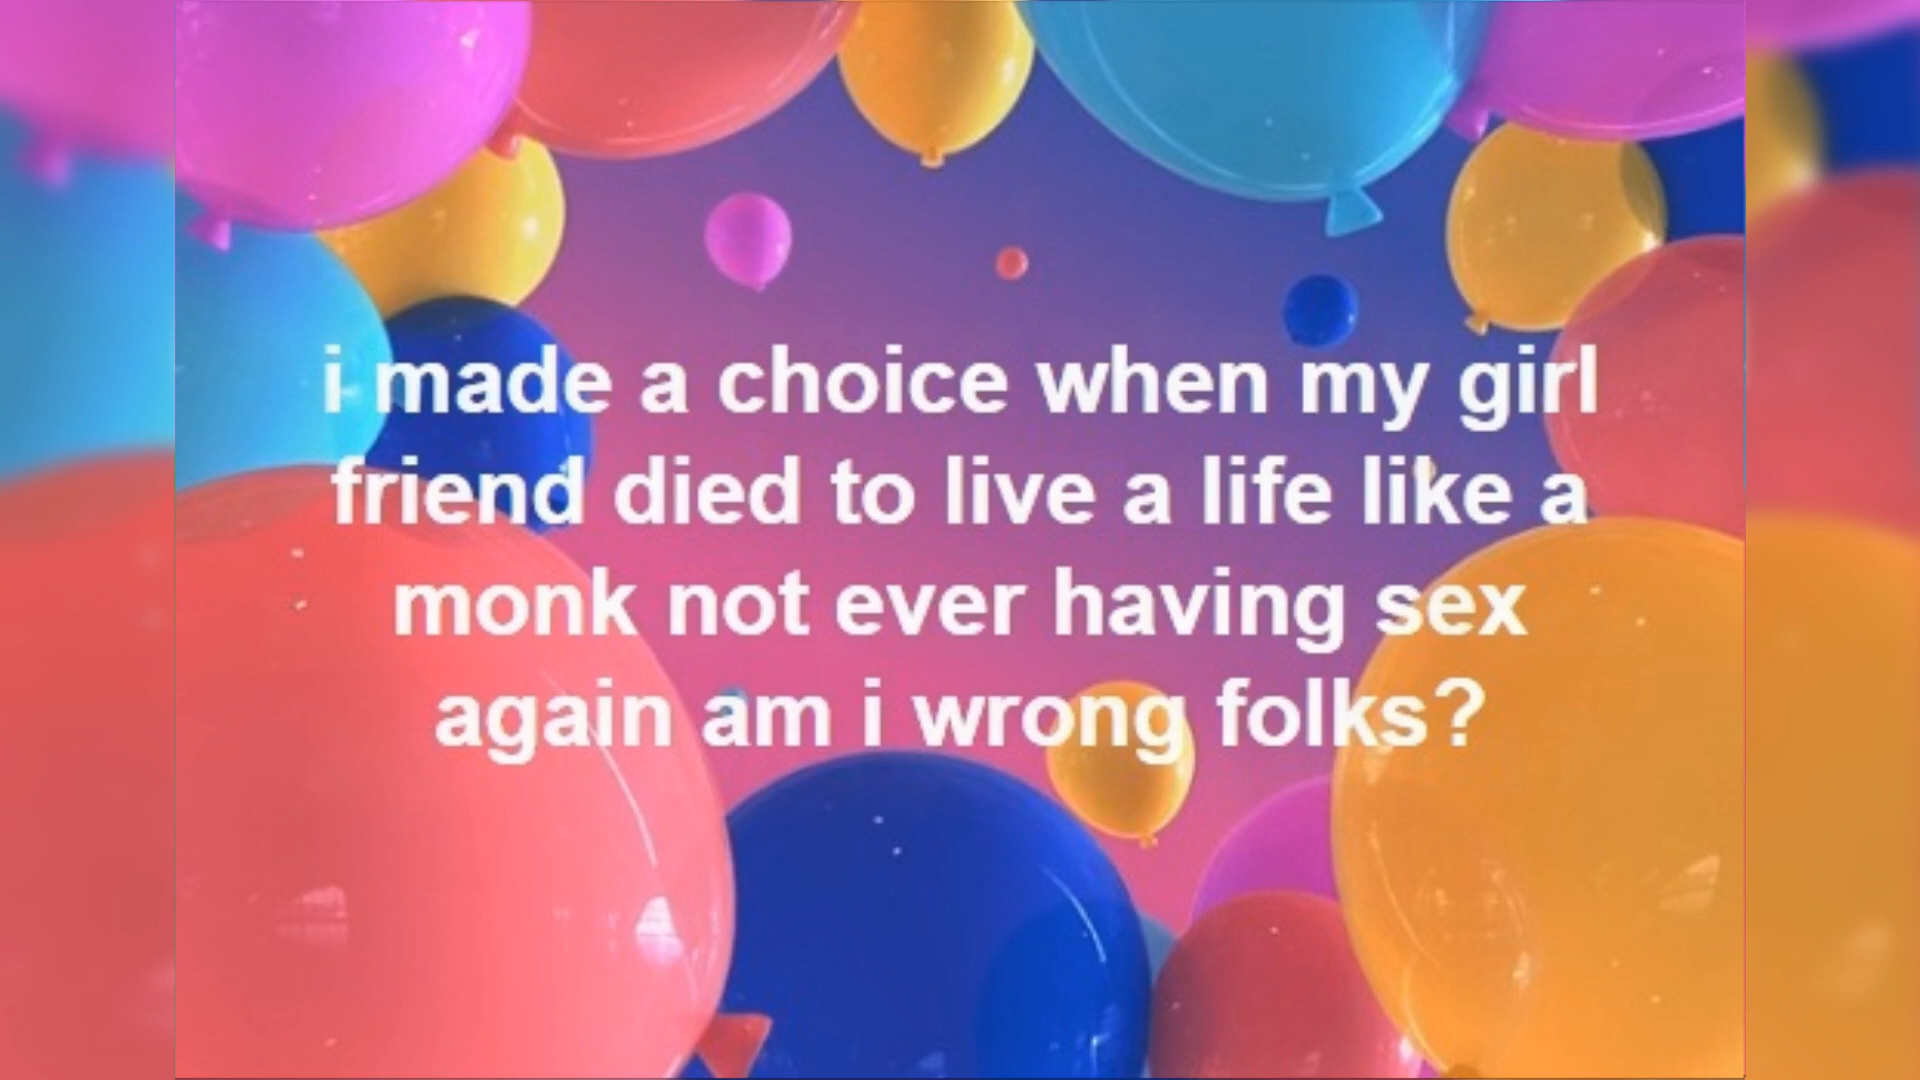 i made a choice when my girl
friend died to live a life like a
monk not ever having sex
again am i wrong folks?